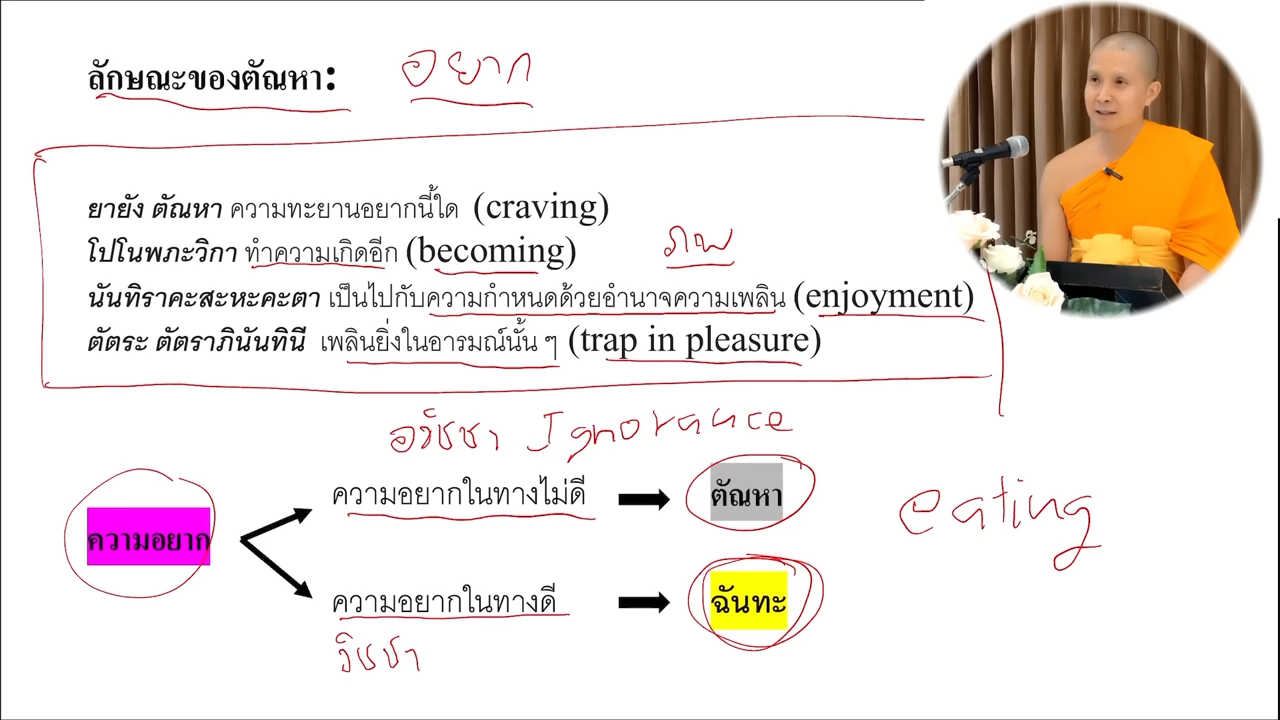 ลักษณะของตัณหา: อยาก
ยายัง ตัณหา ความทะยานอยากนี้ใด (craving)
โปโนพภะวิกา ทำความเกิดอีก (becoming) ภพ
นันทิราคะสะหะคะตา เป็นไปกับความกำหนดด้วยอำนาจความเพลิน (enjoyment)
ตัตระ ตัตราภินันทินี เพลินยิ่งในอารมณ์นั้น ๆ (trap in pleasure)
อวิชชา Ignorance
ความอยากในทางไม่ดี ตัณหา
eating
ความอยาก
ความอยากในทางดี ฉันทะ
วิชชา